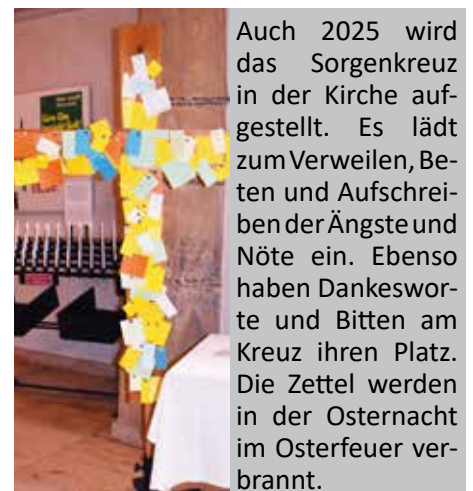 Auch 2025 wird
das Sorgenkreuz
in der Kirche auf-
gestellt. Es lädt
zum Verweilen, Be-
ten und Aufschrei-
ben der Ängste und
Nöte ein. Ebenso
haben Dankeswor-
te und Bitten am
Kreuz ihren Platz.
Die Zettel werden
in der Osternacht
im Osterfeuer ver-
brannt.